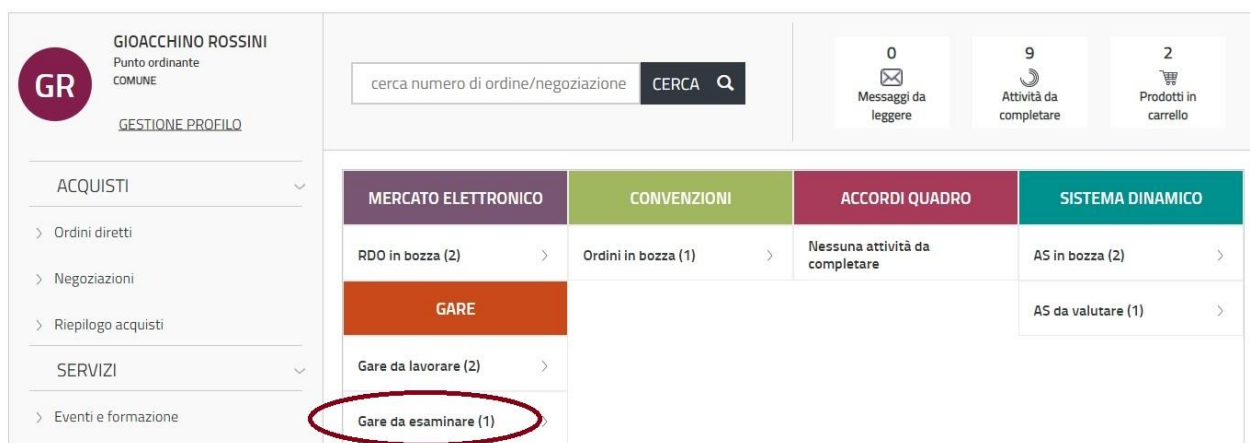 GIOACCHINO ROSSINI
Punto ordinante
COMUNE
GR
GESTIONE PROFILO
cerca numero di ordine/negoziazione
CERCA
0
Messaggi da
leggere
9
Attività da
completare
2
Prodotti in
carrello
ACQUISTI
Ordini diretti
Negoziazioni
Riepilogo acquisti
SERVIZI
Eventi e formazione
MERCATO ELETTRONICO
RDO in bozza (2)
GARE
Gare da lavorare (2)
Gare da esaminare (1)
CONVENZIONI
Ordini in bozza (1)
ACCORDI QUADRO
Nessuna attività da
completare
SISTEMA DINAMICO
AS in bozza (2)
AS da valutare (1)